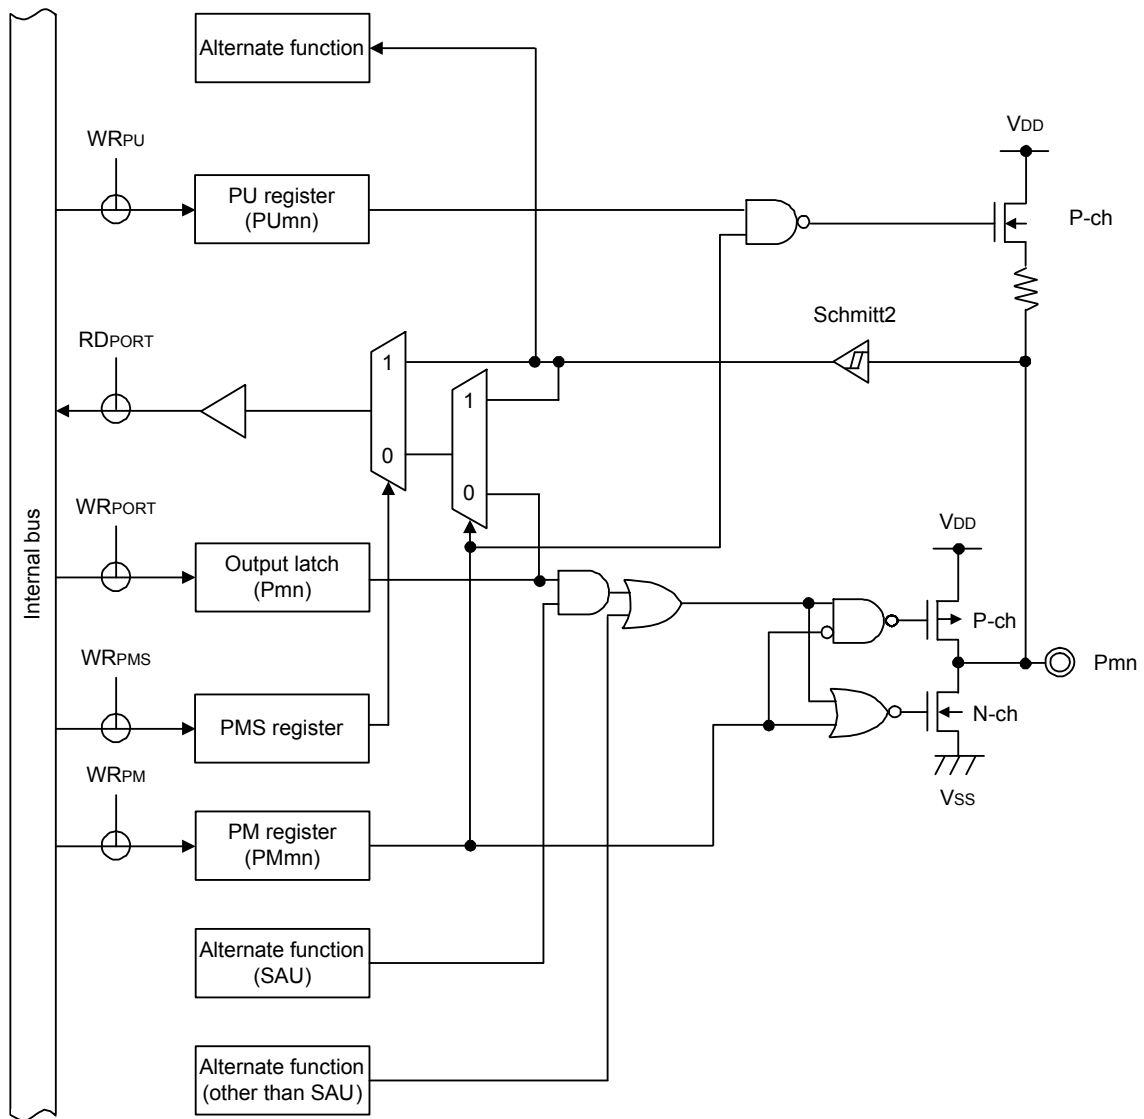 Alternate function
WRPU
VDD
PU register
(PUmn)
P-ch
Schmitt2
RDPORT
1
0
1
0
WRPORT
Output latch
(Pmn)
VDD
P-ch
Pmn
WRPMS
PMS register
N-ch
VSS
WRPM
PM register
(PMmn)
Internal bus
Alternate function
(SAU)
Alternate function
(other than SAU)